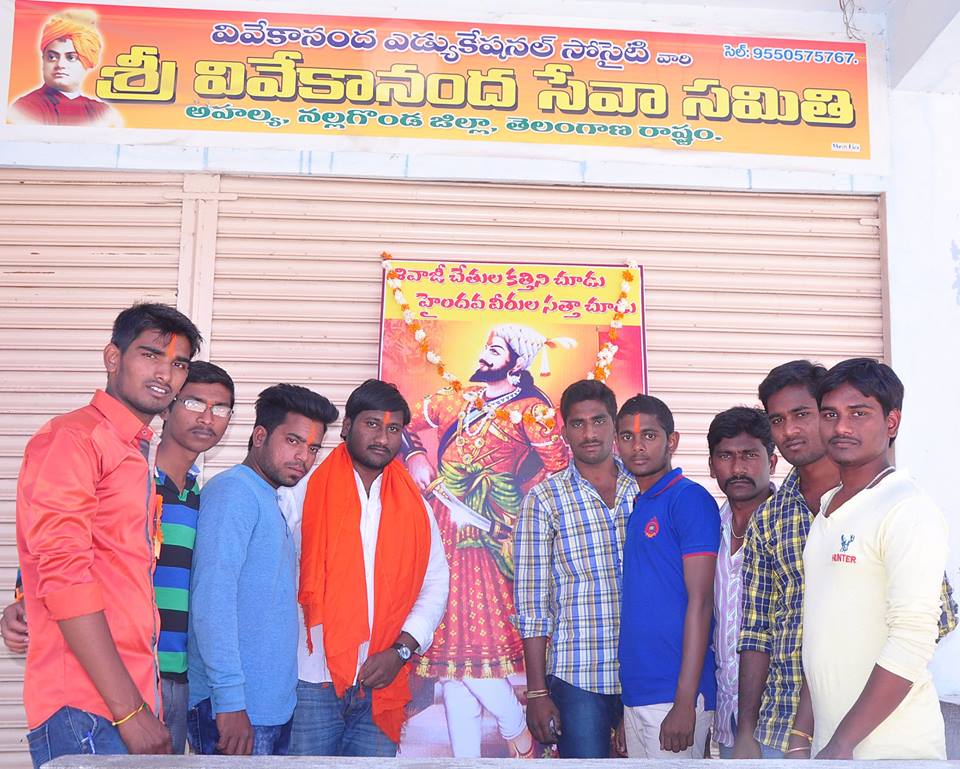 వివేకానంద ఎడ్యుకేషనల్ సోసైటి వారి
సెల్: 9550575767.
శ్రీ వివేకానంద సేవా సమితి
అహల్య, నల్లగొండ జిల్లా, తెలంగాణ రాష్ట్రం.
శివాజీ చేతుల కత్తిని చూడు
హైందవ వీరుల సత్తా చూడు
HUNTER